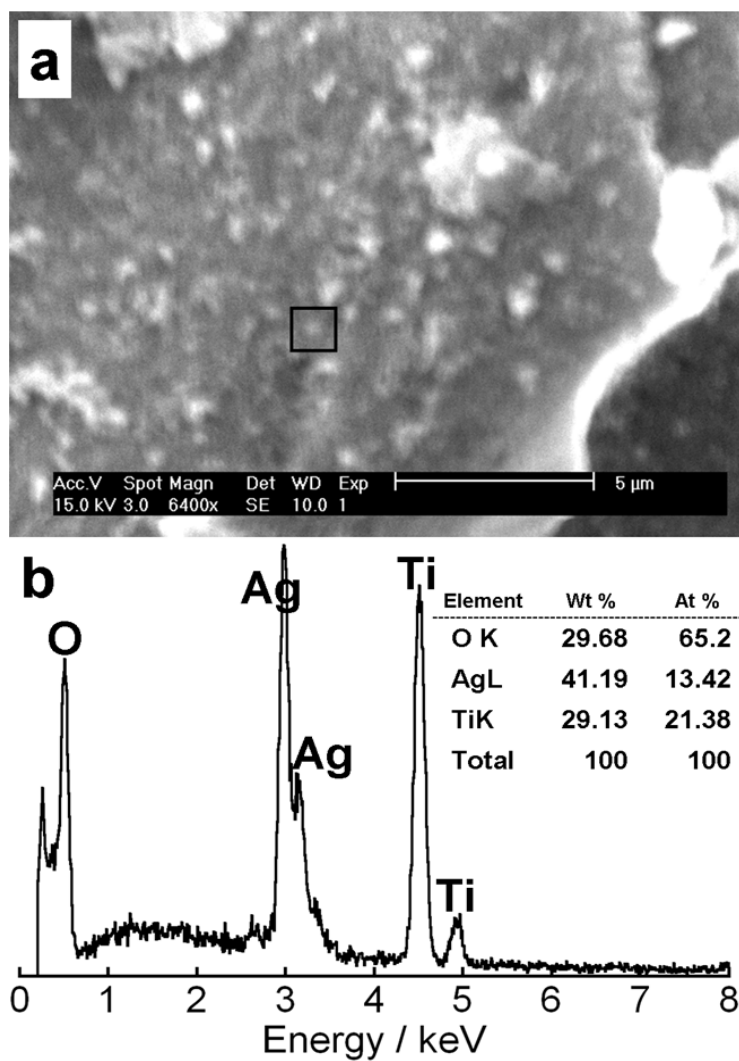 a
Acc.V Spot Magn Det WD Exp 5 µm
15.0 kV 3.0 6400x SE 10.0 1
b
O
Ag
Ag
Ti
Ti
Element Wt % At %
O K 29.68 65.2
AgL 41.19 13.42
TiK 29.13 21.38
Total 100 100
0 1 2 3 4 5 6 7 8
Energy / keV